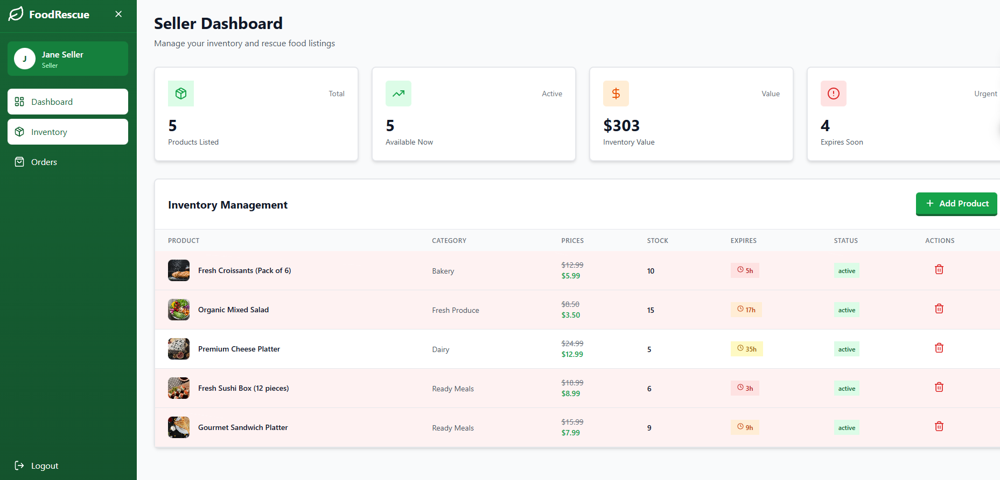 FoodRescue
J
Jane Seller
Seller
Dashboard
Inventory
Orders
Logout
Seller Dashboard
Manage your inventory and rescue food listings
Total
5
Products Listed
Active
5
Available Now
Value
$303
Inventory Value
Urgent
4
Expires Soon
Inventory Management
+ Add Product
PRODUCT CATEGORY PRICES STOCK EXPIRES STATUS ACTIONS
Fresh Croissants (Pack of 6) Bakery $12.99 $5.99 10 5h active
Organic Mixed Salad Fresh Produce $8.50 $3.50 15 17h active
Premium Cheese Platter Dairy $24.99 $12.99 5 35h active
Fresh Sushi Box (12 pieces) Ready Meals $18.99 $8.99 6 3h active
Gourmet Sandwich Platter Ready Meals $15.99 $7.99 9 9h active